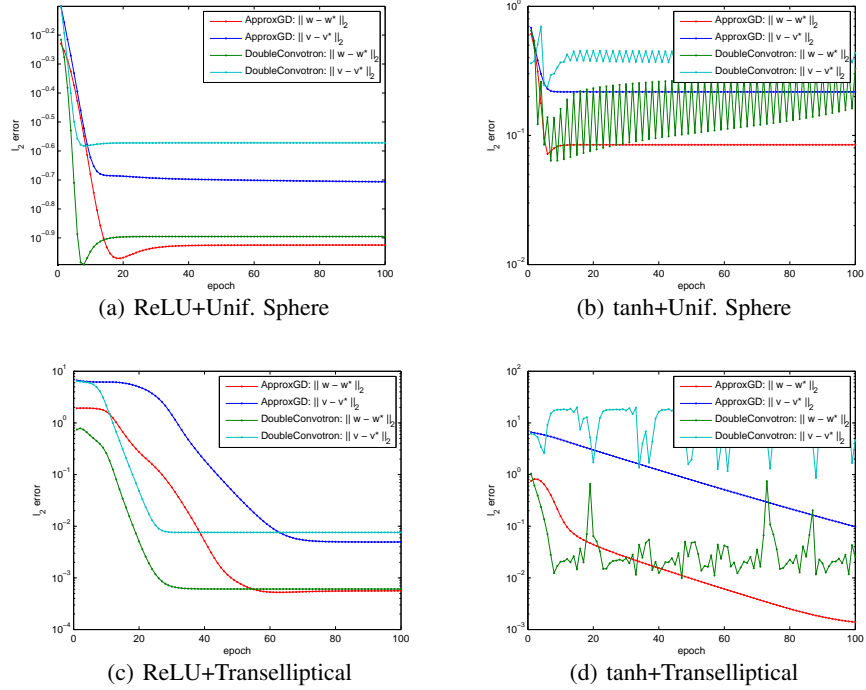 ApproxGD: || w − w* ||2
ApproxGD: || v − v* ||2
DoubleConvotron: || w − w* ||2
DoubleConvotron: || v − v* ||2
10^−0.2
10^−0.3
10^−0.4
10^−0.5
10^−0.6
10^−0.7
10^−0.8
10^−0.9
l2 error
0 20 40 60 80 100
epoch
(a) ReLU+Unif. Sphere
ApproxGD: || w − w* ||2
ApproxGD: || v − v* ||2
DoubleConvotron: || w − w* ||2
DoubleConvotron: || v − v* ||2
10^0
10^−1
10^−2
l2 error
0 20 40 60 80 100
epoch
(b) tanh+Unif. Sphere
ApproxGD: || w − w* ||2
ApproxGD: || v − v* ||2
DoubleConvotron: || w − w* ||2
DoubleConvotron: || v − v* ||2
10^1
10^0
10^−1
10^−2
10^−3
10^−4
l2 error
0 20 40 60 80 100
epoch
(c) ReLU+Transelliptical
ApproxGD: || w − w* ||2
ApproxGD: || v − v* ||2
DoubleConvotron: || w − w* ||2
DoubleConvotron: || v − v* ||2
10^2
10^1
10^0
10^−1
10^−2
10^−3
l2 error
0 20 40 60 80 100
epoch
(d) tanh+Transelliptical